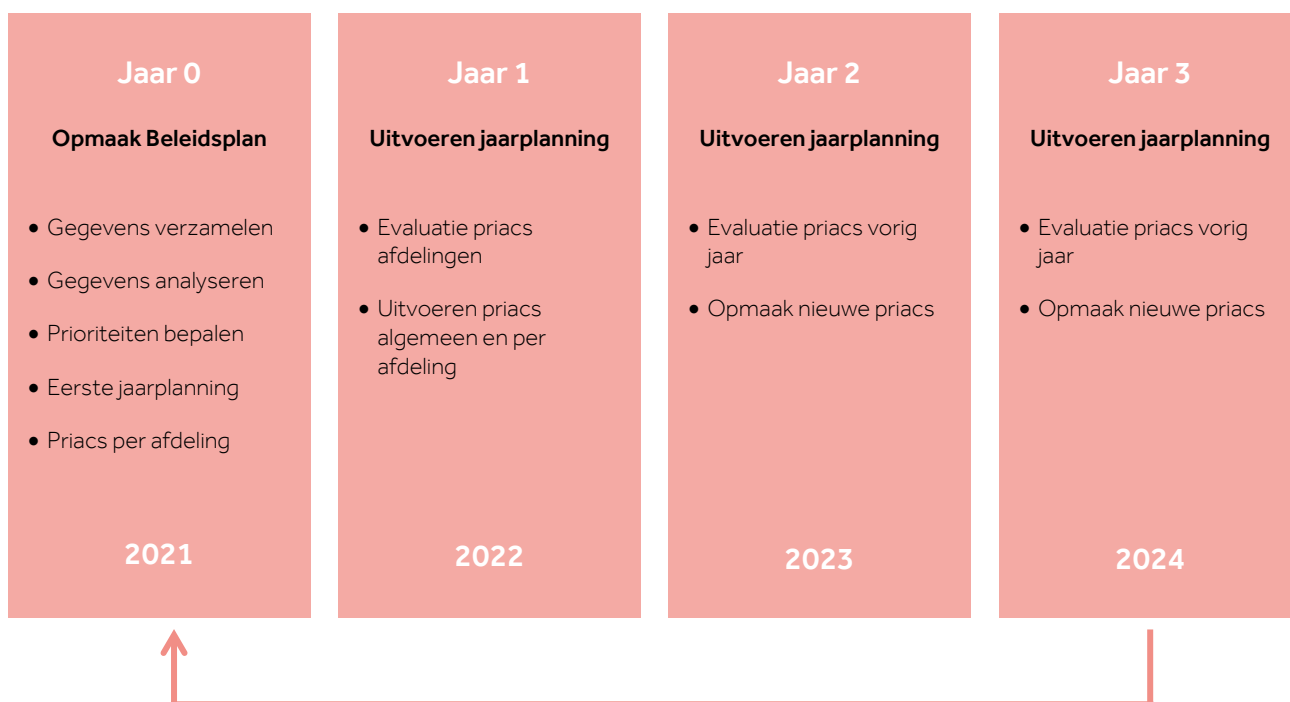 Jaar 0
Opmaak Beleidsplan
• Gegevens verzamelen
• Gegevens analyseren
• Prioriteiten bepalen
• Eerste jaarplanning
• Priacs per afdeling
2021
Jaar 1
Uitvoeren jaarplanning
• Evaluatie priacs
afdelingen
• Uitvoeren priacs
algemeen en per
afdeling
2022
Jaar 2
Uitvoeren jaarplanning
• Evaluatie priacs vorig
jaar
• Opmaak nieuwe priacs
2023
Jaar 3
Uitvoeren jaarplanning
• Evaluatie priacs vorig
jaar
• Opmaak nieuwe priacs
2024